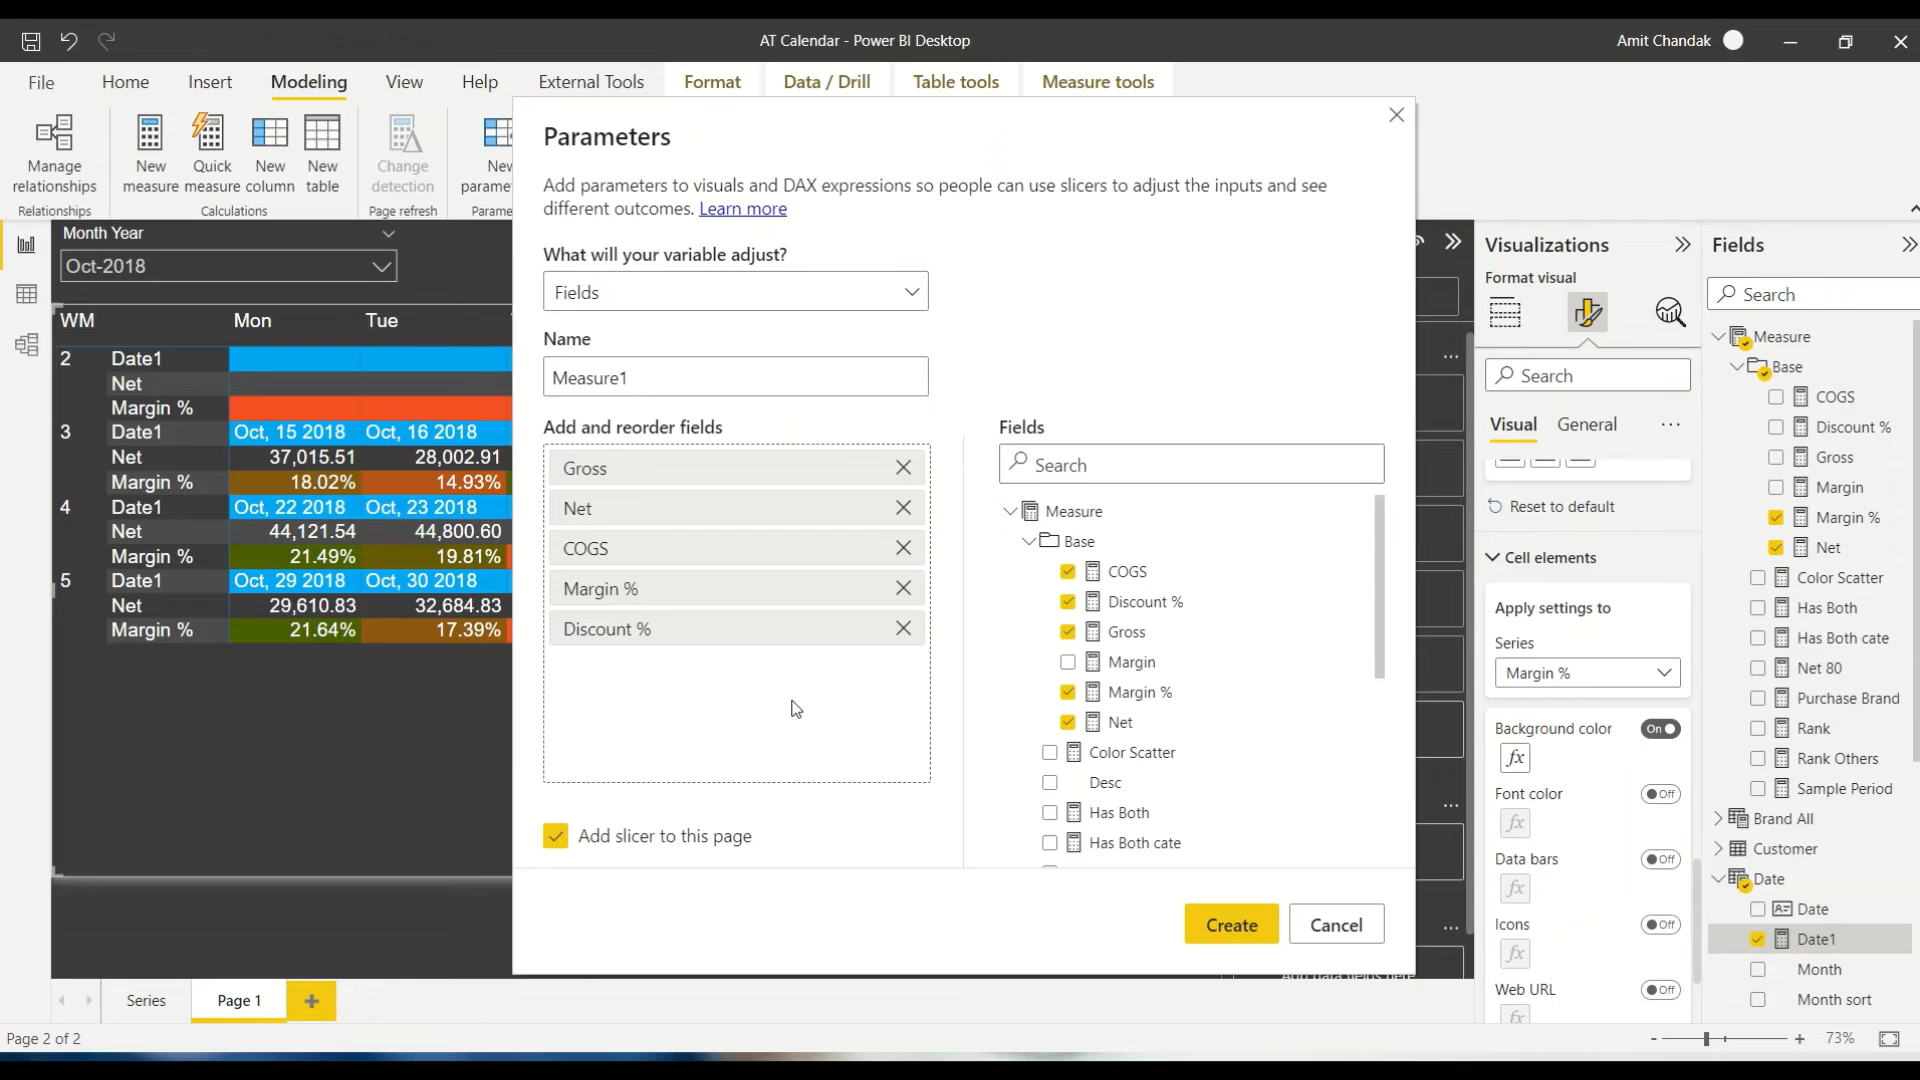 AT Calendar - Power BI Desktop
Amit Chandak
File Home Insert Modeling View Help External Tools Format Data / Drill Table tools Measure tools
Manage relationships
New measure
Quick measure
New column
New table
Change detection
Relationships
Calculations
Page refresh
Month Year
Oct-2018
WM Mon Tue
2 Date1
Net
Margin %
3 Date1 Oct, 15 2018 Oct, 16 2018
Net 37,015.51 28,002.91
Margin % 18.02% 14.93%
4 Date1 Oct, 22 2018 Oct, 23 2018
Net 44,121.54 44,800.60
Margin % 21.49% 19.81%
5 Date1 Oct, 29 2018 Oct, 30 2018
Net 29,610.83 32,684.83
Margin % 21.64% 17.39%
Parameters
Add parameters to visuals and DAX expressions so people can use slicers to adjust the inputs and see
different outcomes. Learn more
What will your variable adjust?
Fields
Name
Measure1
Add and reorder fields
Gross
Net
COGS
Margin %
Discount %
Add slicer to this page
Fields
Search
Measure
Base
COGS
Discount %
Gross
Margin
Margin %
Net
Color Scatter
Desc
Has Both
Has Both cate
Create
Cancel
Visualizations
Format visual
Search
Visual General
Reset to default
Cell elements
Apply settings to
Series
Margin %
Background color On
fx
Font color Off
fx
Data bars Off
fx
Icons Off
fx
Web URL Off
fx
Fields
Search
Measure
Base
COGS
Discount %
Gross
Margin
Margin %
Net
Color Scatter
Has Both
Has Both cate
Net 80
Purchase Brand
Rank
Rank Others
Sample Period
Brand All
Customer
Date
Date
Date1
Month
Month sort
Series Page 1
Page 2 of 2
73%